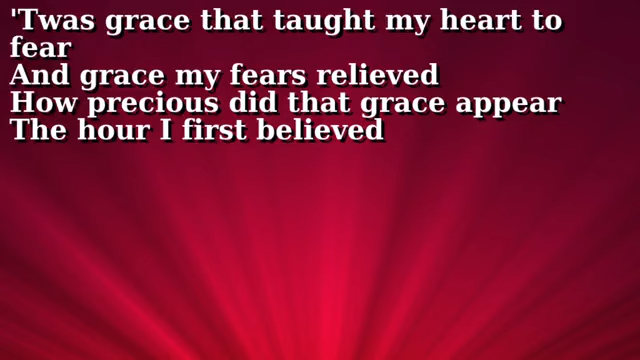 'Twas grace that taught my heart to
fear
And grace my fears relieved
How precious did that grace appear
The hour I first believed